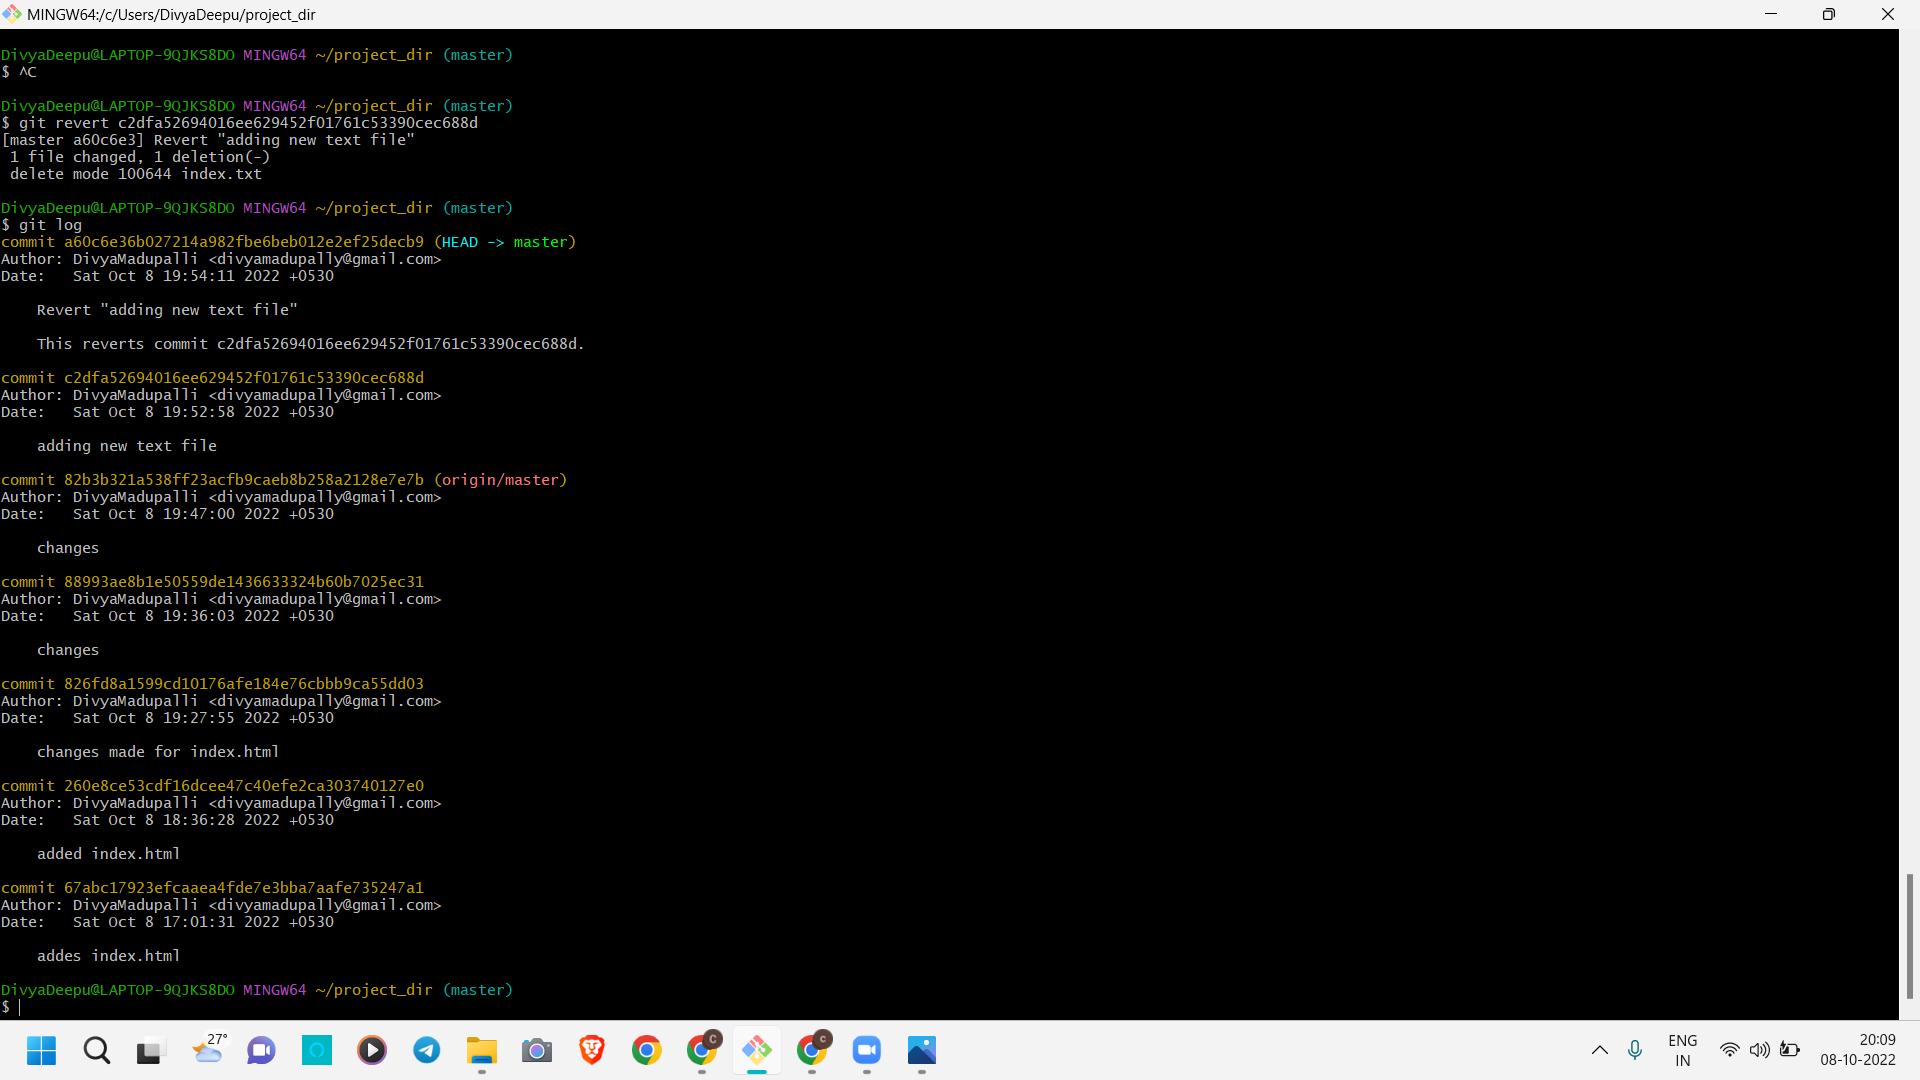 MINGW64:/c/Users/DivyaDeepu/project_dir
DivyaDeepu@LAPTOP-9QJKS8DO MINGW64 ~/project_dir (master)
$ ^C
DivyaDeepu@LAPTOP-9QJKS8DO MINGW64 ~/project_dir (master)
$ git revert c2dfa52694016ee629452f01761c53390cec688d
[master a60c6e3] Revert "adding new text file"
 1 file changed, 1 deletion(-)
 delete mode 100644 index.txt
DivyaDeepu@LAPTOP-9QJKS8DO MINGW64 ~/project_dir (master)
$ git log
commit a60c6e36b027214a982fbe6beb012e2ef25decb9 (HEAD -> master)
Author: DivyaMadupalli <divyamadupally@gmail.com>
Date:   Sat Oct 8 19:54:11 2022 +0530
    Revert "adding new text file"
    This reverts commit c2dfa52694016ee629452f01761c53390cec688d.
commit c2dfa52694016ee629452f01761c53390cec688d
Author: DivyaMadupalli <divyamadupally@gmail.com>
Date:   Sat Oct 8 19:52:58 2022 +0530
    adding new text file
commit 82b3b321a538ff23acfb9caeb8b258a2128e7e7b (origin/master)
Author: DivyaMadupalli <divyamadupally@gmail.com>
Date:   Sat Oct 8 19:47:00 2022 +0530
    changes
commit 88993ae8b1e50559de1436633324b60b7025ec31
Author: DivyaMadupalli <divyamadupally@gmail.com>
Date:   Sat Oct 8 19:36:03 2022 +0530
    changes
commit 826fd8a1599cd10176afe184e76cbbb9ca55dd03
Author: DivyaMadupalli <divyamadupally@gmail.com>
Date:   Sat Oct 8 19:27:55 2022 +0530
    changes made for index.html
commit 260e8ce53cdf16dcee47c40efe2ca303740127e0
Author: DivyaMadupalli <divyamadupally@gmail.com>
Date:   Sat Oct 8 18:36:28 2022 +0530
    added index.html
commit 67abc17923efcaaea4fde7e3bba7aafe735247a1
Author: DivyaMadupalli <divyamadupally@gmail.com>
Date:   Sat Oct 8 17:01:31 2022 +0530
    addes index.html
DivyaDeepu@LAPTOP-9QJKS8DO MINGW64 ~/project_dir (master)
$
27°
C
C
ENG
IN
20:09
08-10-2022